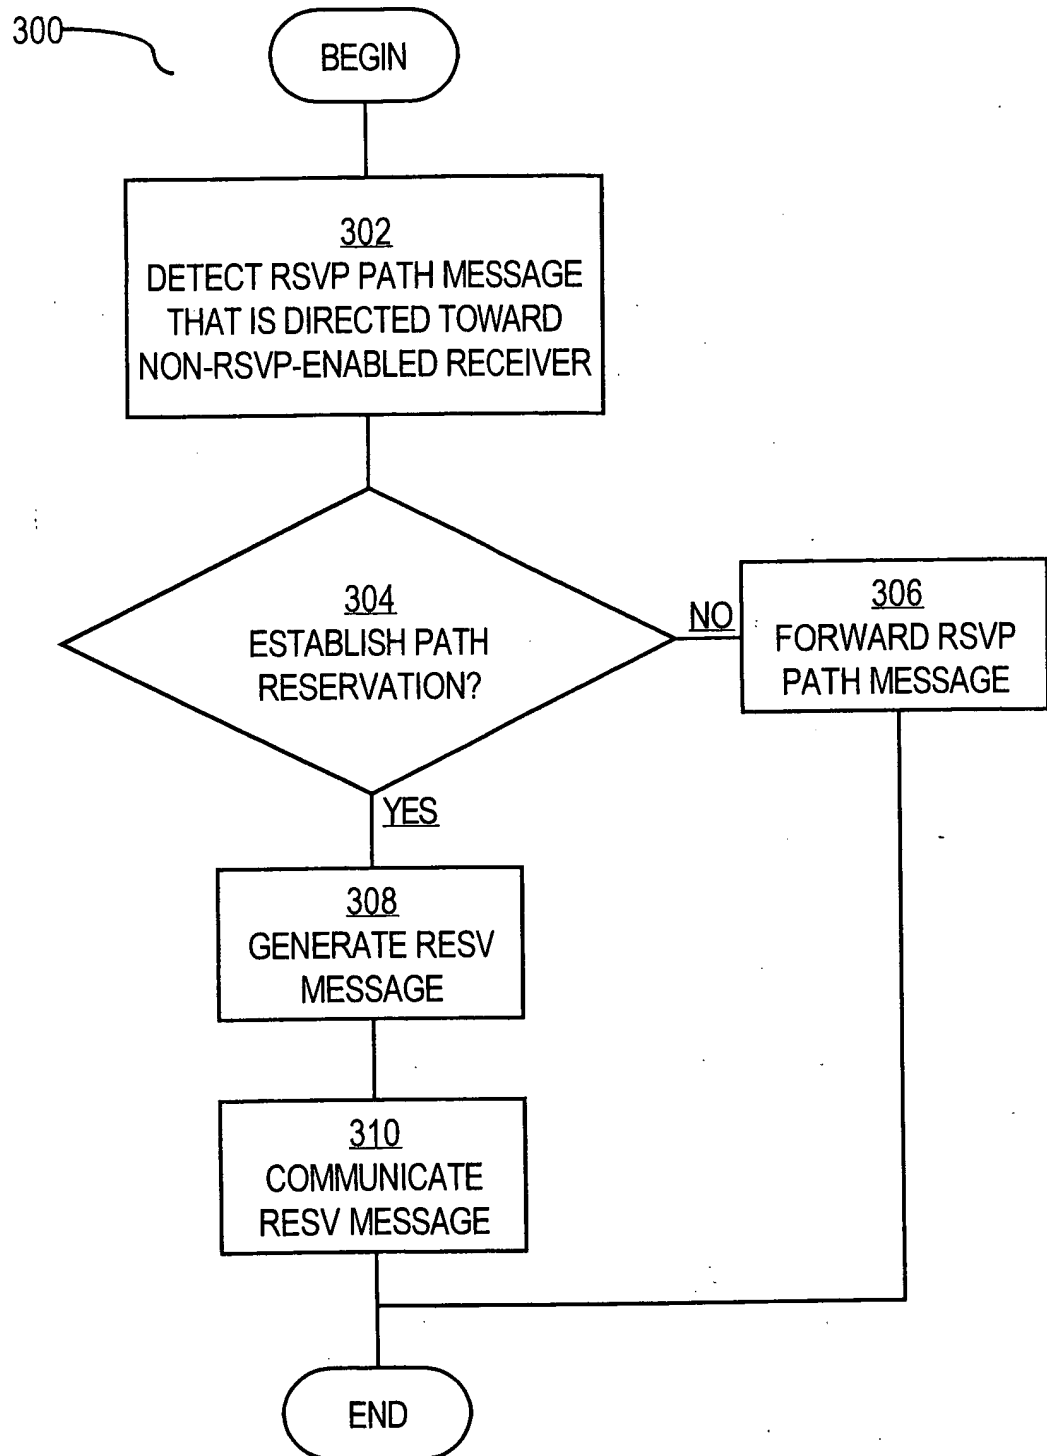 300
BEGIN
302
DETECT RSVP PATH MESSAGE
THAT IS DIRECTED TOWARD
NON-RSVP-ENABLED RECEIVER
304
ESTABLISH PATH
RESERVATION?
NO
306
FORWARD RSVP
PATH MESSAGE
YES
308
GENERATE RESV
MESSAGE
310
COMMUNICATE
RESV MESSAGE
END